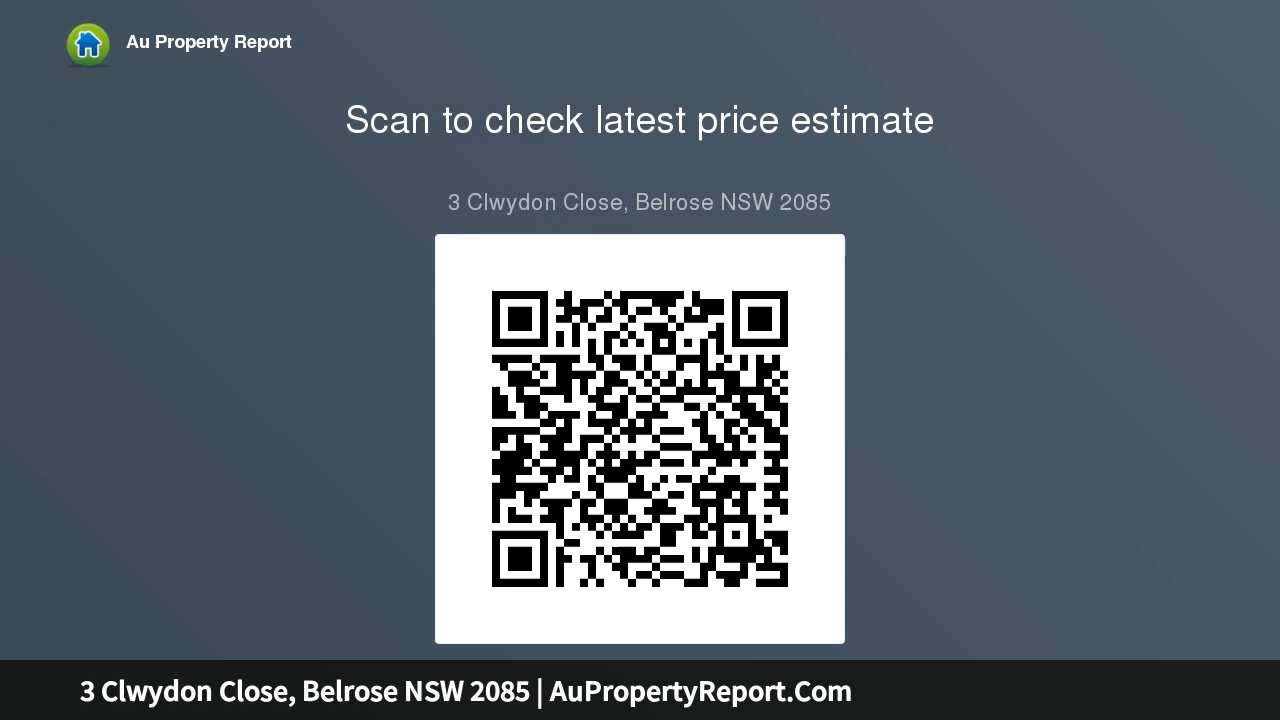 Au Property Report
Scan to check latest price estimate
3 Clwydon Close, Belrose NSW 2085
3 Clwydon Close, Belrose NSW 2085 | AuPropertyReport.Com